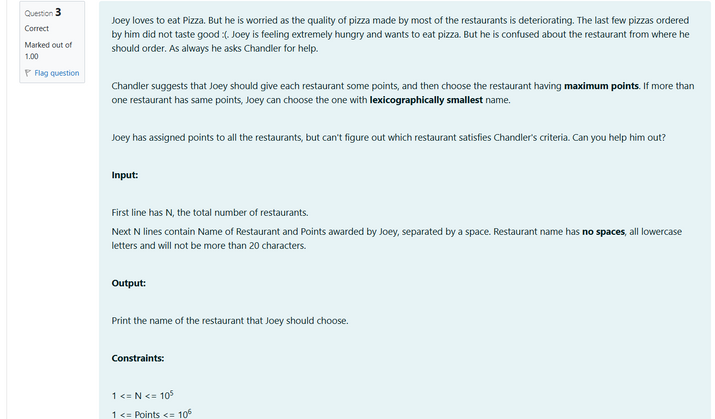 Question 3
Correct
Marked out of
1.00
Flag question
Joey loves to eat Pizza. But he is worried as the quality of pizza made by most of the restaurants is deteriorating. The last few pizzas ordered
by him did not taste good :(. Joey is feeling extremely hungry and wants to eat pizza. But he is confused about the restaurant from where he
should order. As always he asks Chandler for help.
Chandler suggests that Joey should give each restaurant some points, and then choose the restaurant having maximum points. If more than
one restaurant has same points, Joey can choose the one with lexicographically smallest name.
Joey has assigned points to all the restaurants, but can't figure out which restaurant satisfies Chandler's criteria. Can you help him out?
Input:
First line has N, the total number of restaurants.
Next N lines contain Name of Restaurant and Points awarded by Joey, separated by a space. Restaurant name has no spaces, all lowercase
letters and will not be more than 20 characters.
Output:
Print the name of the restaurant that Joey should choose.
Constraints:
1 <= N <= 10⁵
1 <= Points <= 10⁶